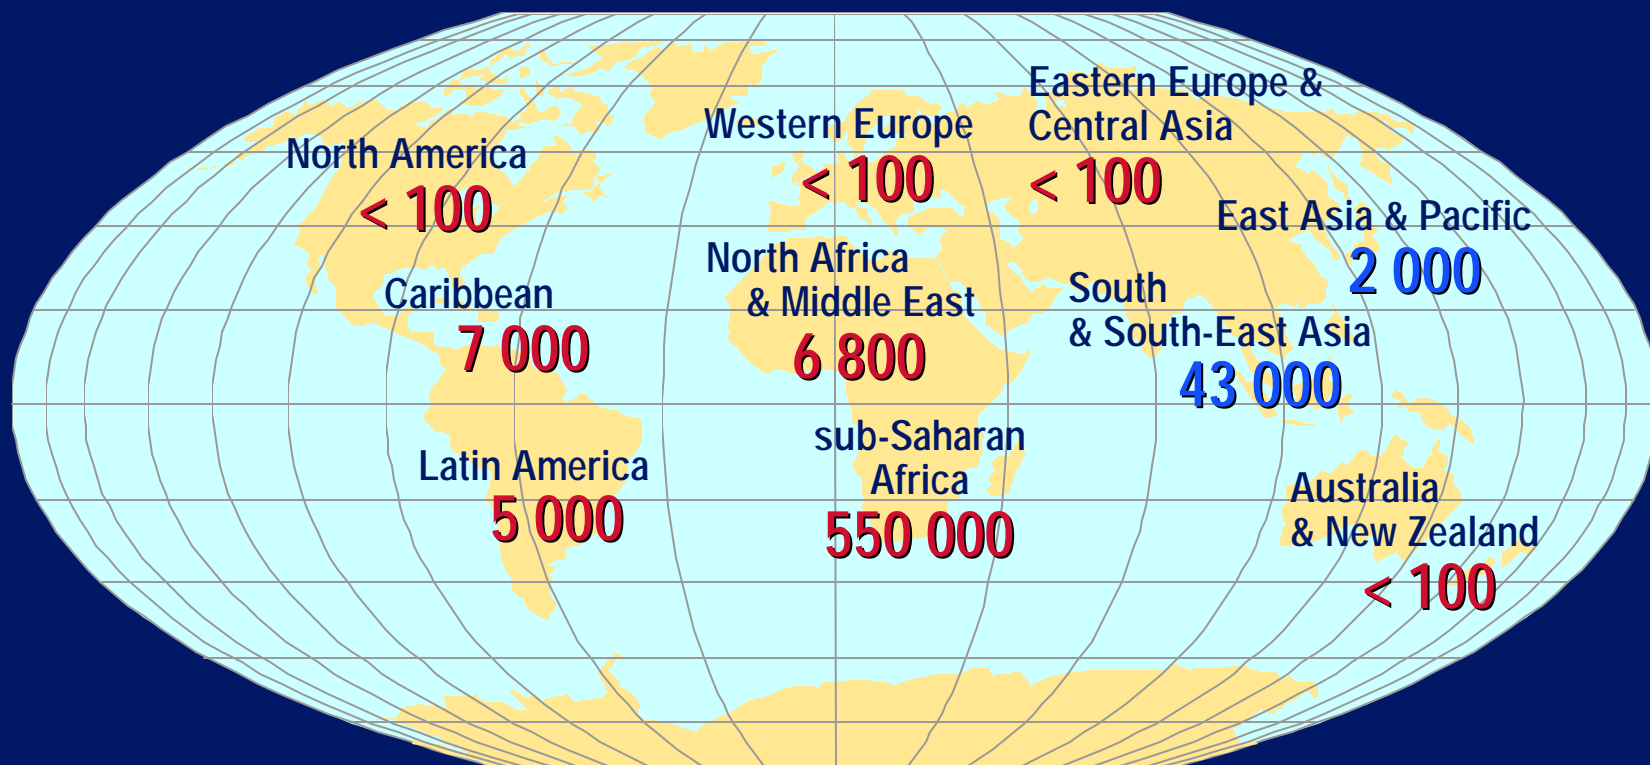 North America
< 100
Western Europe
< 100
Eastern Europe &
Central Asia
< 100
East Asia & Pacific
2 000
Caribbean
7 000
North Africa
& Middle East
6 800
South
& South-East Asia
43 000
Latin America
5 000
sub-Saharan
Africa
550 000
Australia
& New Zealand
< 100